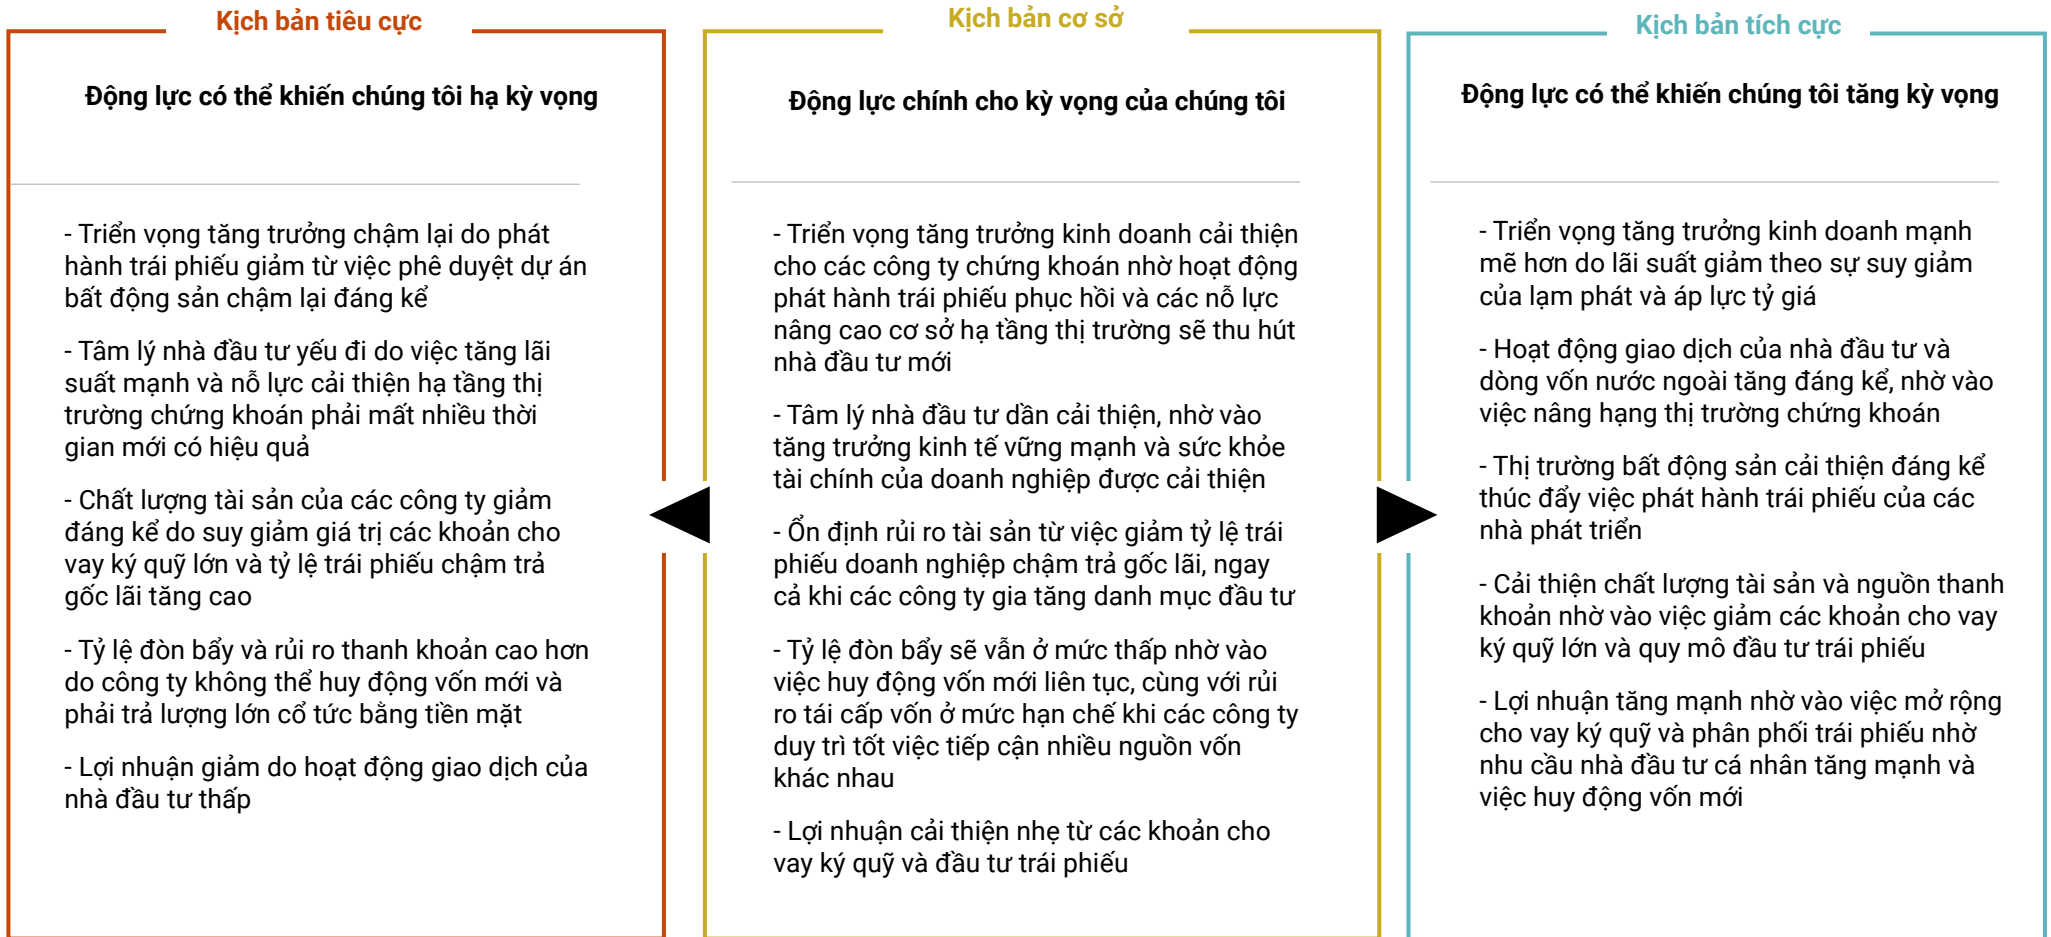 Kịch bản tiêu cực
Động lực có thể khiến chúng tôi hạ kỳ vọng
- Triển vọng tăng trưởng chậm lại do phát
hành trái phiếu giảm từ việc phê duyệt dự án
bất động sản chậm lại đáng kể
- Tâm lý nhà đầu tư yếu đi do việc tăng lãi
suất mạnh và nỗ lực cải thiện hạ tầng thị
trường chứng khoán phải mất nhiều thời
gian mới có hiệu quả
- Chất lượng tài sản của các công ty giảm
đáng kể do suy giảm giá trị các khoản cho
vay ký quỹ lớn và tỷ lệ trái phiếu chậm trả
gốc lãi tăng cao
- Tỷ lệ đòn bẩy và rủi ro thanh khoản cao hơn
do công ty không thể huy động vốn mới và
phải trả lượng lớn cổ tức bằng tiền mặt
- Lợi nhuận giảm do hoạt động giao dịch của
nhà đầu tư thấp
Kịch bản cơ sở
Động lực chính cho kỳ vọng của chúng tôi
- Triển vọng tăng trưởng kinh doanh cải thiện
cho các công ty chứng khoán nhờ hoạt động
phát hành trái phiếu phục hồi và các nỗ lực
nâng cao cơ sở hạ tầng thị trường sẽ thu hút
nhà đầu tư mới
- Tâm lý nhà đầu tư dần cải thiện, nhờ vào
tăng trưởng kinh tế vững mạnh và sức khỏe
tài chính của doanh nghiệp được cải thiện
- Ổn định rủi ro tài sản từ việc giảm tỷ lệ trái
phiếu doanh nghiệp chậm trả gốc lãi, ngay
cả khi các công ty gia tăng danh mục đầu tư
- Tỷ lệ đòn bẩy sẽ vẫn ở mức thấp nhờ vào
việc huy động vốn mới liên tục, cùng với rủi
ro tái cấp vốn ở mức hạn chế khi các công ty
duy trì tốt việc tiếp cận nhiều nguồn vốn
khác nhau
- Lợi nhuận cải thiện nhẹ từ các khoản cho
vay ký quỹ và đầu tư trái phiếu
Kịch bản tích cực
Động lực có thể khiến chúng tôi tăng kỳ vọng
- Triển vọng tăng trưởng kinh doanh mạnh
mẽ hơn do lãi suất giảm theo sự suy giảm
của lạm phát và áp lực tỷ giá
- Hoạt động giao dịch của nhà đầu tư và
dòng vốn nước ngoài tăng đáng kể, nhờ vào
việc nâng hạng thị trường chứng khoán
- Thị trường bất động sản cải thiện đáng kể
thúc đẩy việc phát hành trái phiếu của các
nhà phát triển
- Cải thiện chất lượng tài sản và nguồn thanh
khoản nhờ vào việc giảm các khoản cho vay
ký quỹ lớn và quy mô đầu tư trái phiếu
- Lợi nhuận tăng mạnh nhờ vào việc mở rộng
cho vay ký quỹ và phân phối trái phiếu nhờ
nhu cầu nhà đầu tư cá nhân tăng mạnh và
việc huy động vốn mới